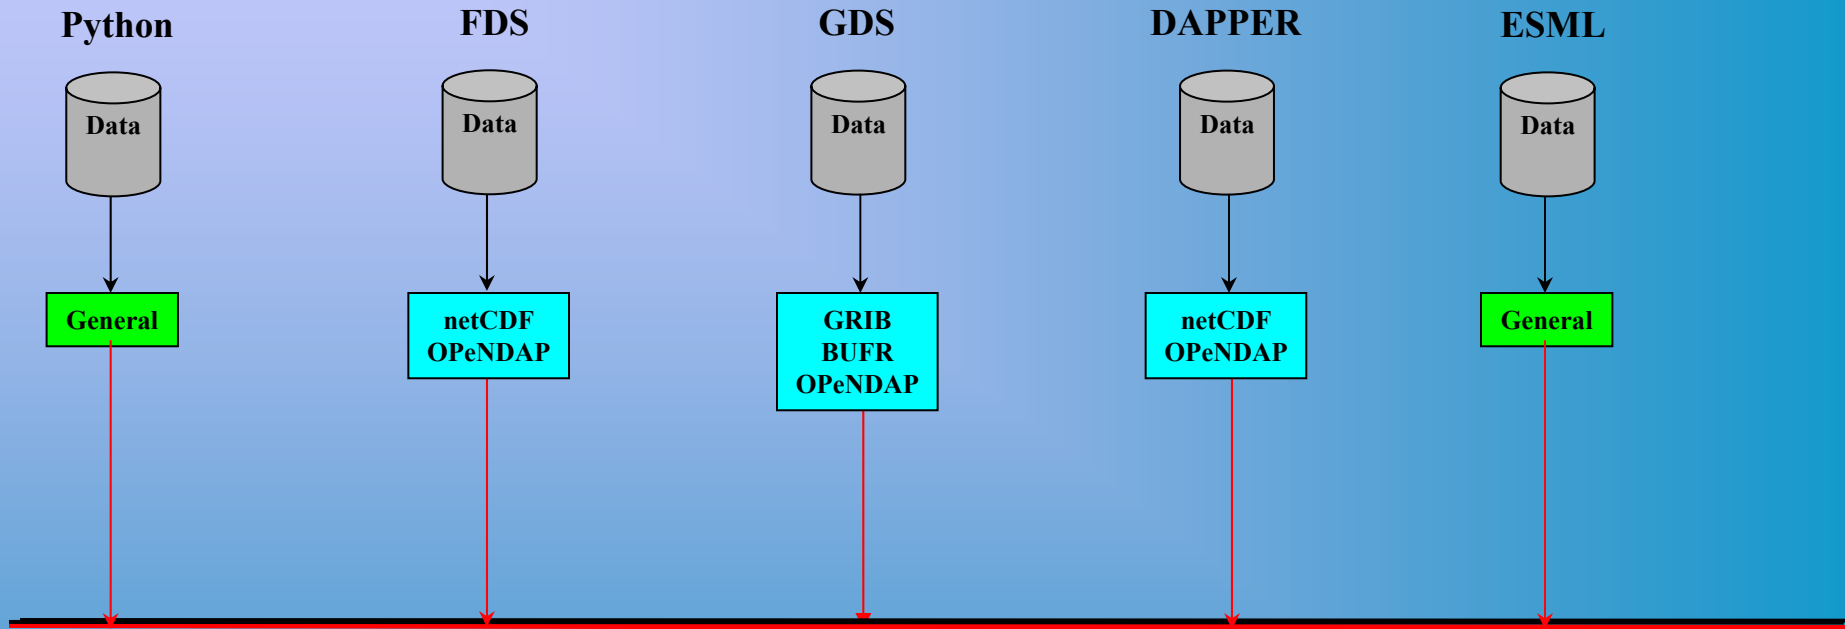 Python
FDS
GDS
DAPPER
ESML
Data
Data
Data
Data
Data
General
netCDF
OPeNDAP
GRIB
BUFR
OPeNDAP
netCDF
OPeNDAP
General